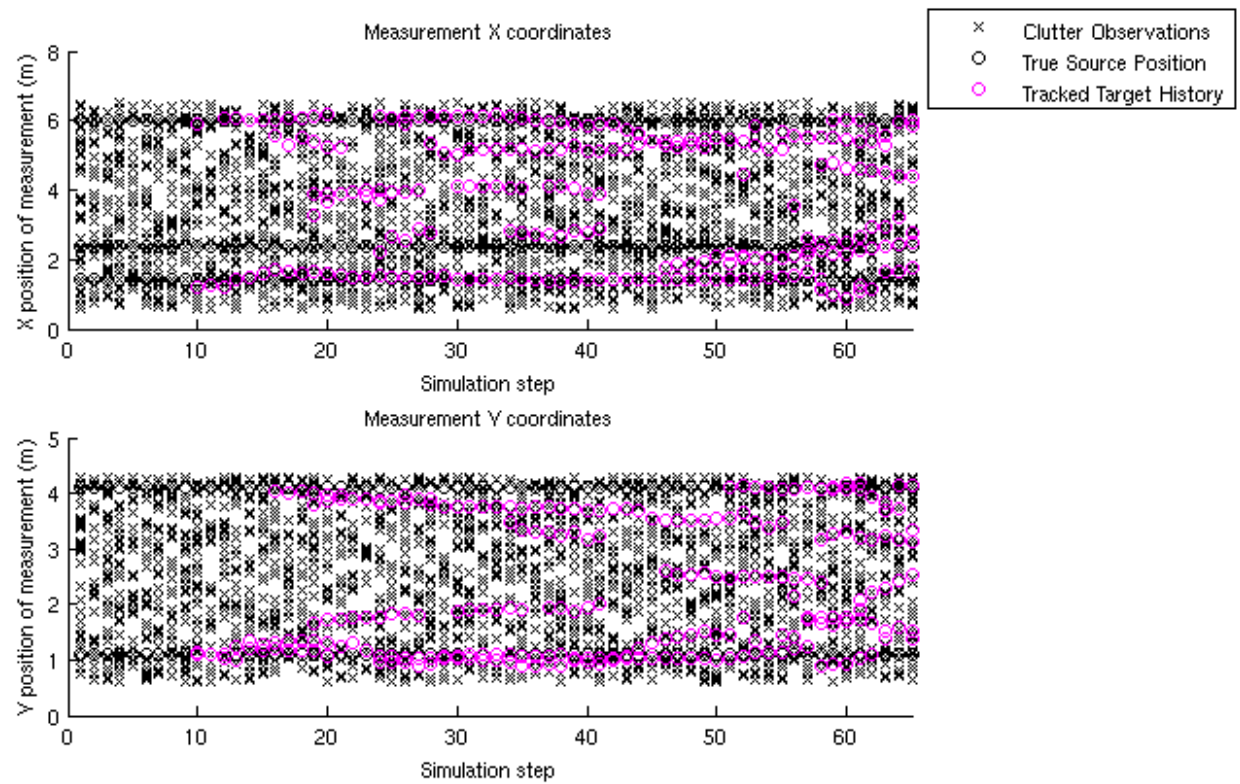 Measurement X coordinates
× Clutter Observations
○ True Source Position
○ Tracked Target History
X position of measurement (m)
8
6
4
2
0
0 10 20 30 40 50 60
Simulation step
Measurement Y coordinates
Y position of measurement (m)
5
4
3
2
1
0
0 10 20 30 40 50 60
Simulation step